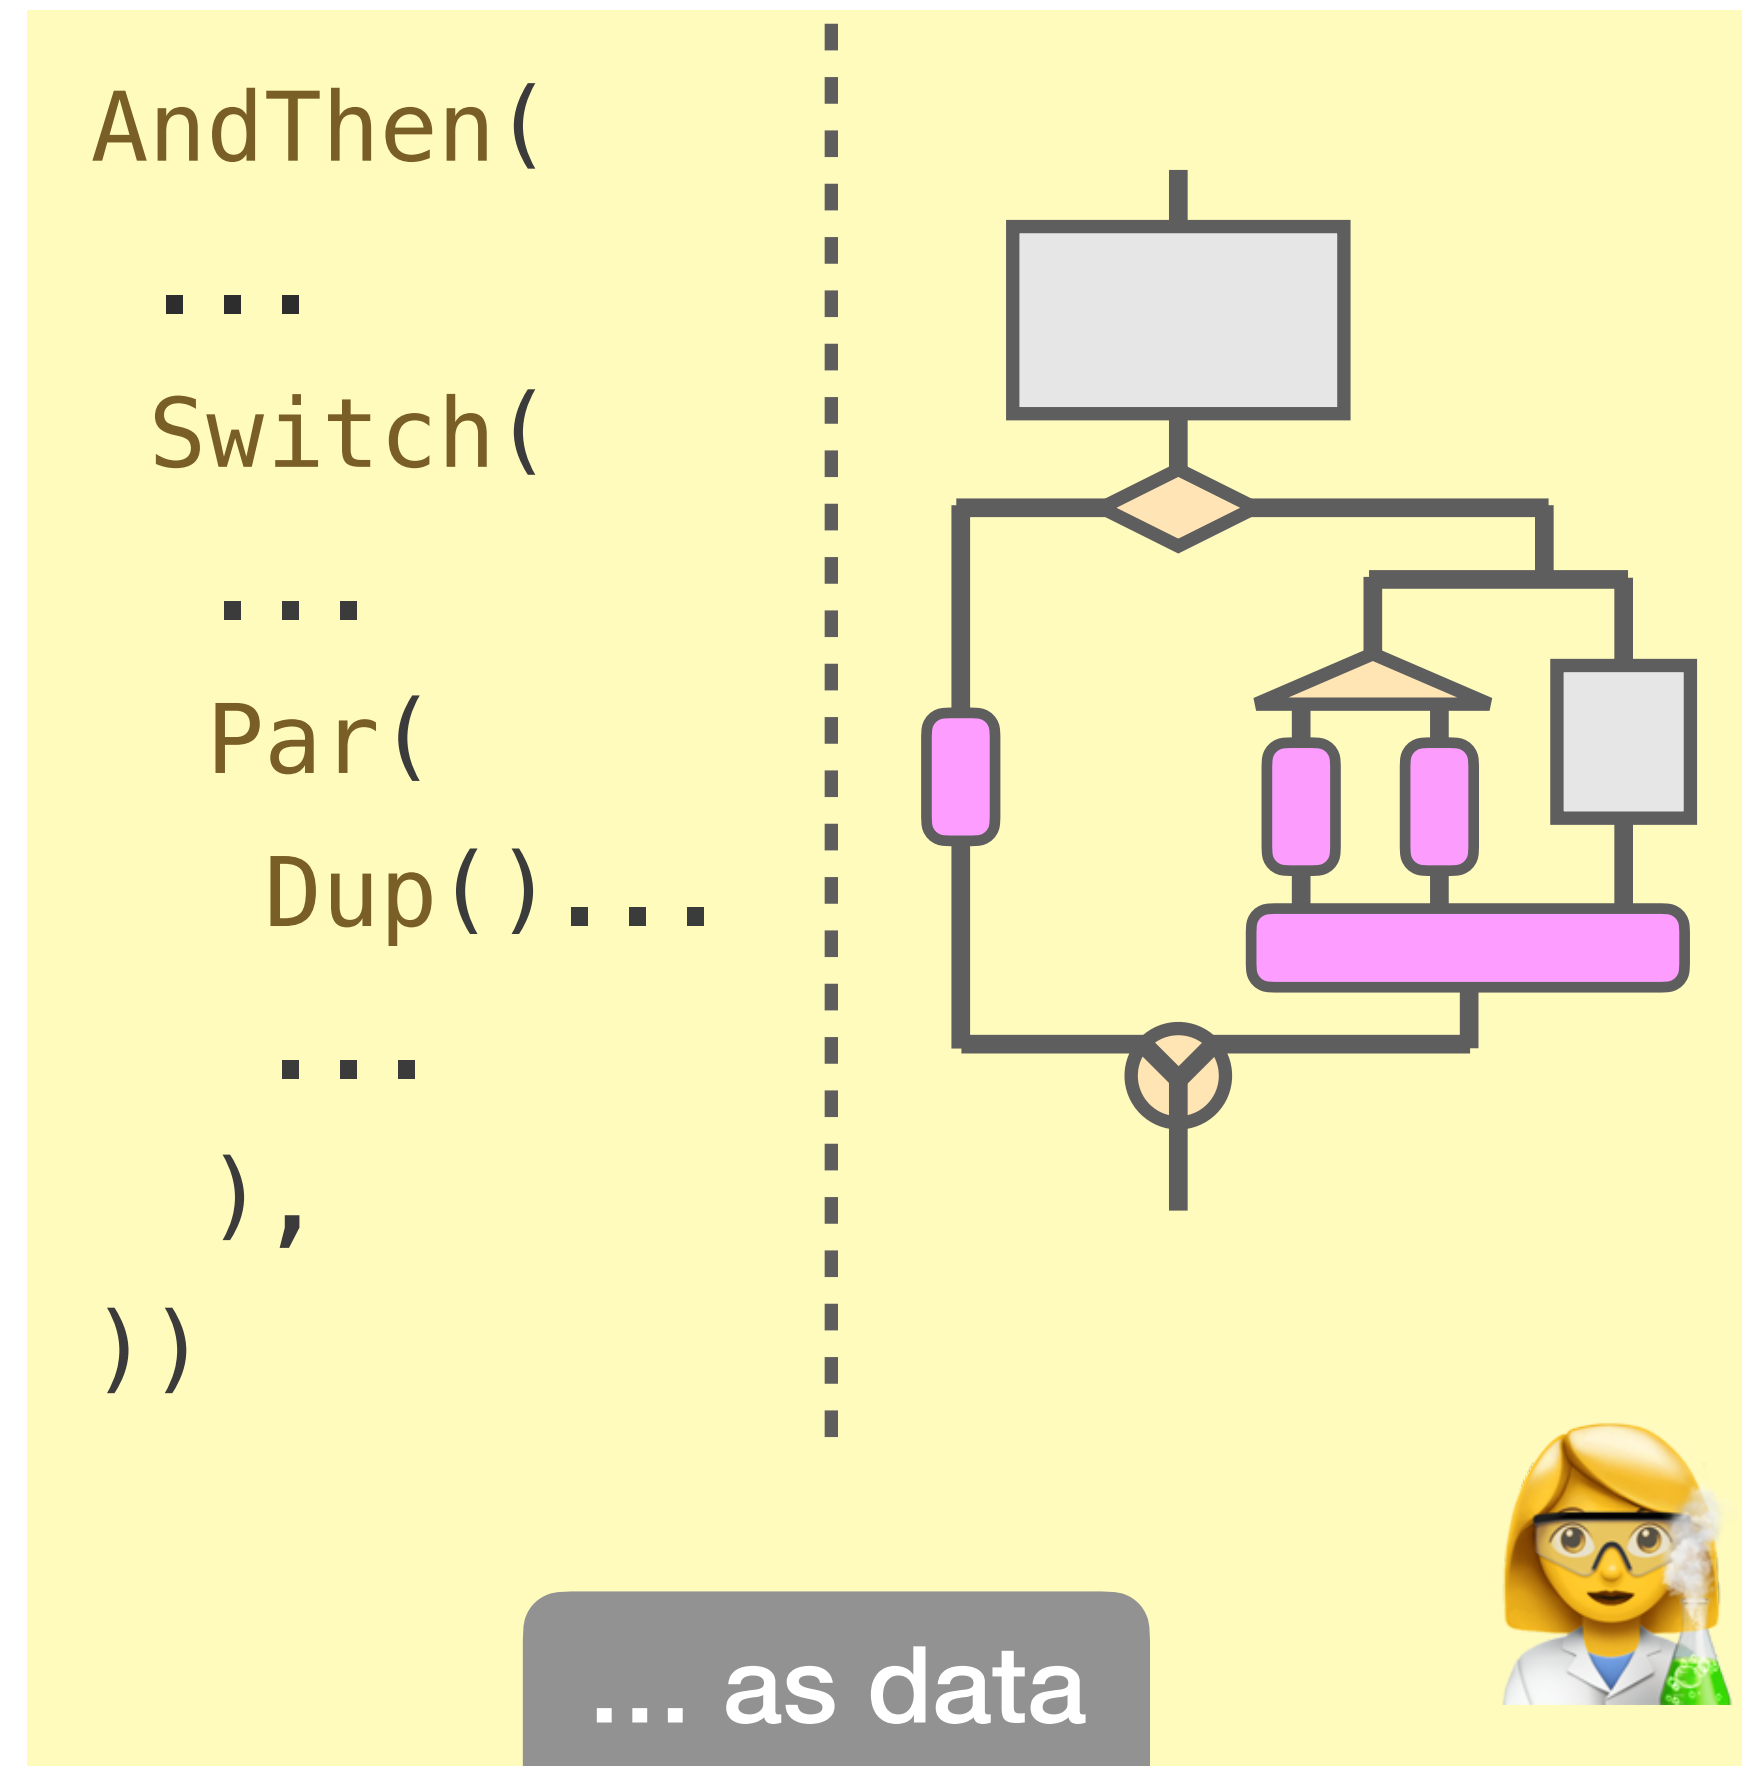 AndThen(
...
Switch(
...
Par(
Dup()...
...
),
))
... as data